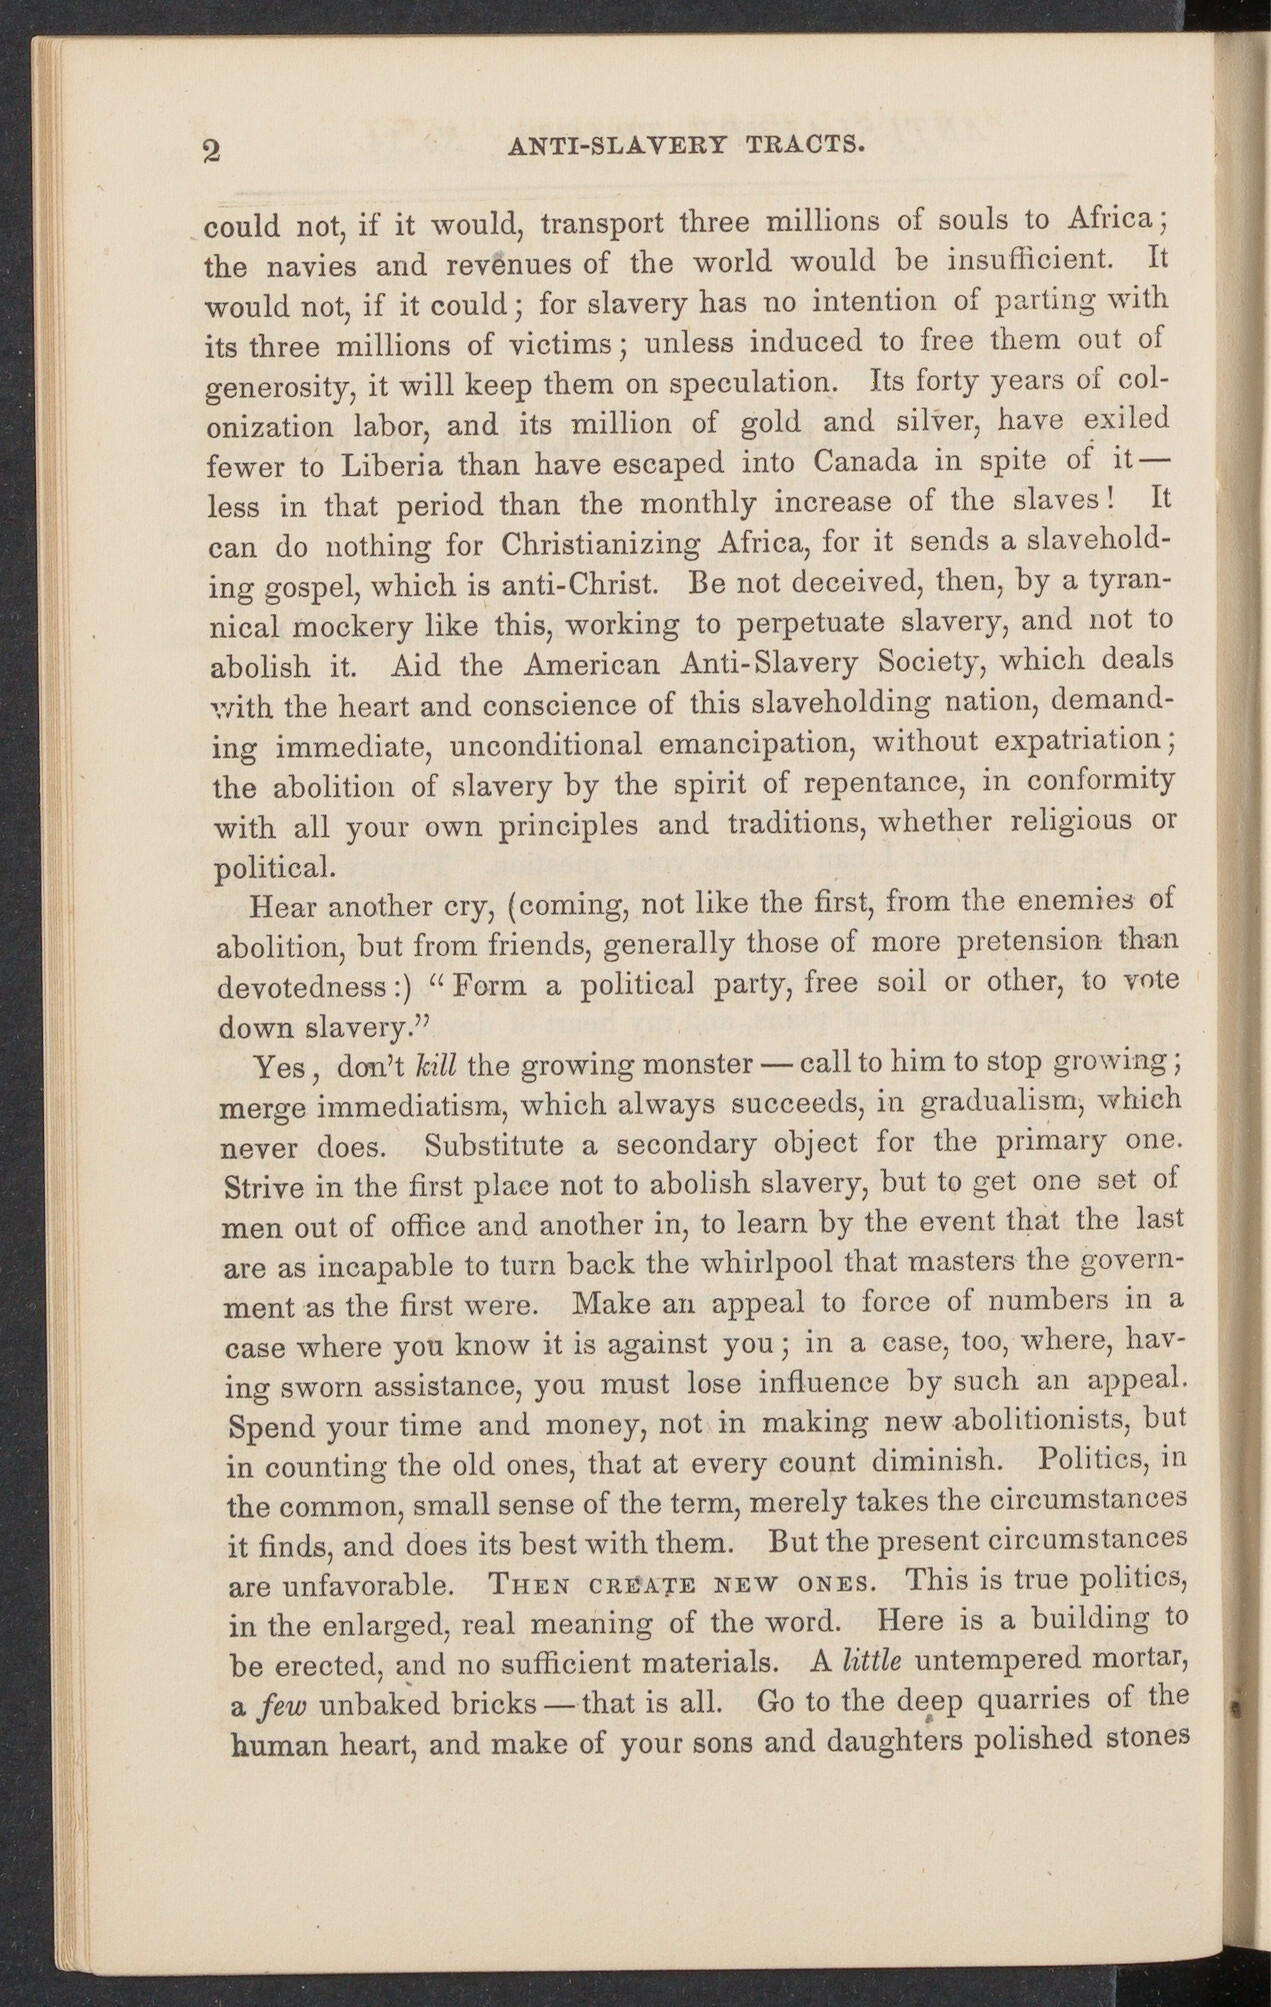 2 ANTI-SLAVERY TRACTS.
could not, if it would, transport three millions of souls to Africa;
the navies and revenues of the world would be insufficient. It
would not, if it could; for slavery has no intention of parting with
its three millions of victims; unless induced to free them out of
generosity, it will keep them on speculation. Its forty years of col-
onization labor, and its million of gold and silver, have exiled
fewer to Liberia than have escaped into Canada in spite of it—
less in that period than the monthly increase of the slaves! It
can do nothing for Christianizing Africa, for it sends a slavehold-
ing gospel, which is anti-Christ. Be not deceived, then, by a tyran-
nical mockery like this, working to perpetuate slavery, and not to
abolish it. Aid the American Anti-Slavery Society, which deals
with the heart and conscience of this slaveholding nation, demand-
ing immediate, unconditional emancipation, without expatriation;
the abolition of slavery by the spirit of repentance, in conformity
with all your own principles and traditions, whether religious or
political.
Hear another cry, (coming, not like the first, from the enemies of
abolition, but from friends, generally those of more pretension than
devotedness:) "Form a political party, free soil or other, to vote
down slavery."
Yes, don't kill the growing monster — call to him to stop growing;
merge immediatism, which always succeeds, in gradualism, which
never does. Substitute a secondary object for the primary one.
Strive in the first place not to abolish slavery, but to get one set of
men out of office and another in, to learn by the event that the last
are as incapable to turn back the whirlpool that masters the govern-
ment as the first were. Make an appeal to force of numbers in a
case where you know it is against you; in a case, too, where, hav-
ing sworn assistance, you must lose influence by such an appeal.
Spend your time and money, not in making new abolitionists, but
in counting the old ones, that at every count diminish. Politics, in
the common, small sense of the term, merely takes the circumstances
it finds, and does its best with them. But the present circumstances
are unfavorable. THEN CREATE NEW ONES. This is true politics,
in the enlarged, real meaning of the word. Here is a building to
be erected, and no sufficient materials. A little untempered mortar,
a few unbaked bricks — that is all. Go to the deep quarries of the
human heart, and make of your sons and daughters polished stones